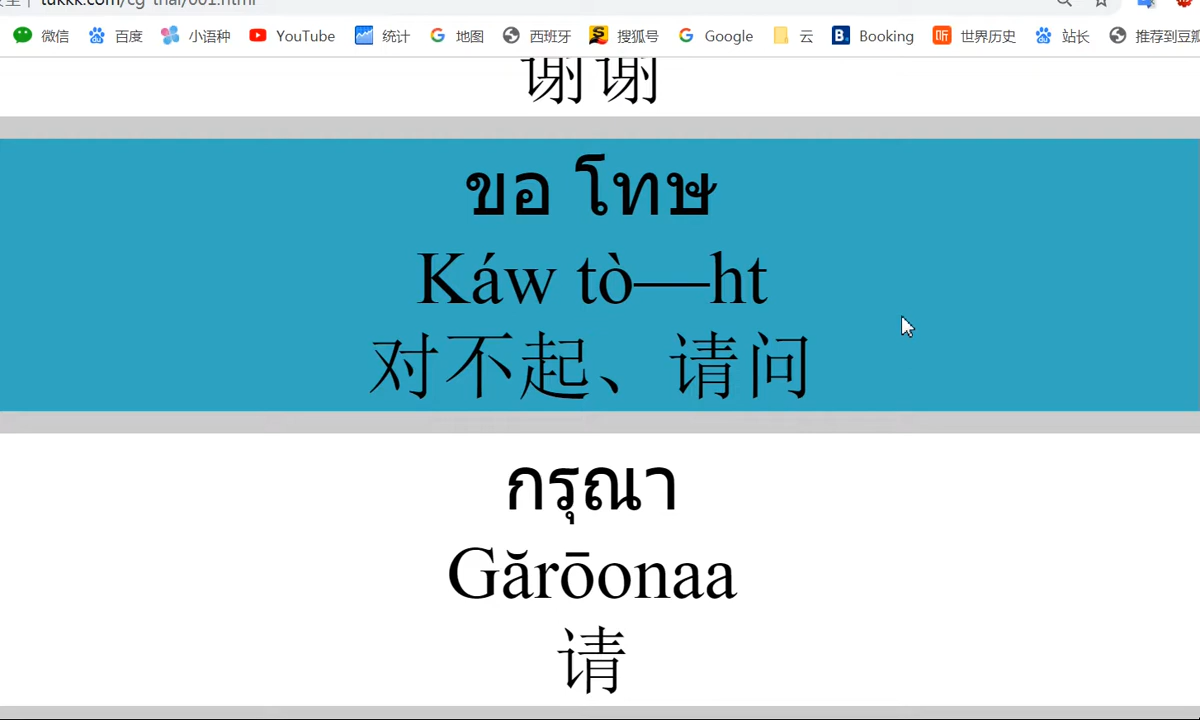 微信 百度 小语种 YouTube 统计 地图 西班牙 搜狐号 Google 云 Booking 世界历史 站长
谢谢
ขอ โทษ
Káw tò—ht
对不起、请问
กรุณา
Gărōonaa
请